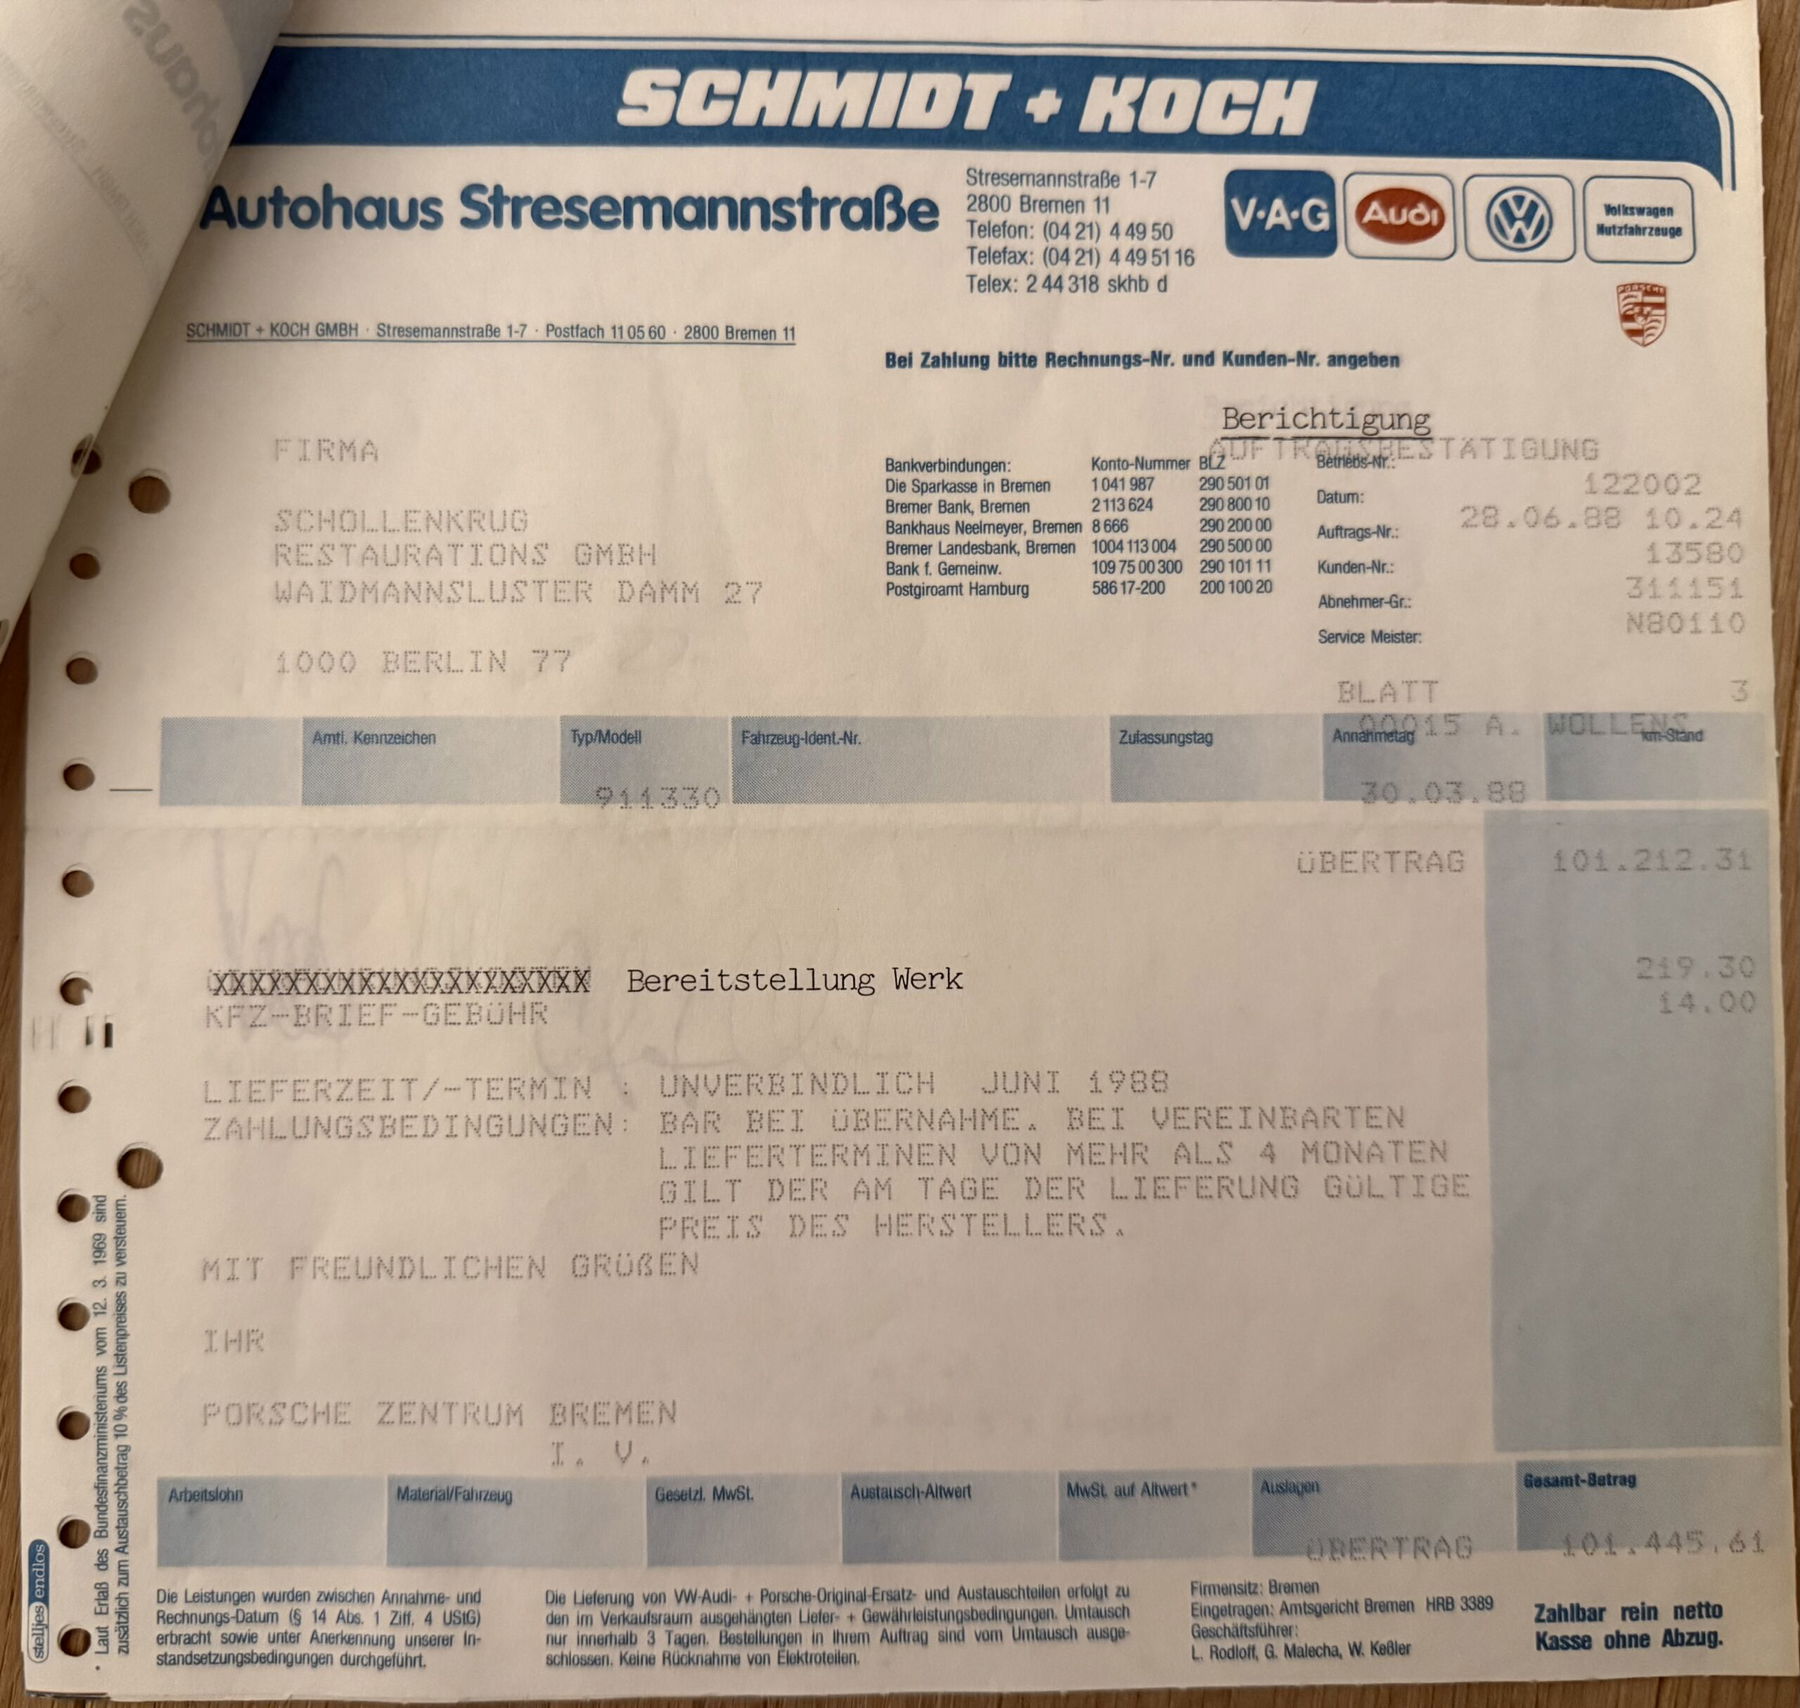 SCHMIDT + KOCH
Autohaus Stresemannstraße
Stresemannstraße 1-7
2800 Bremen 11
Telefon: (04 21) 4 49 50
Telefax: (04 21) 4 49 51 16
Telex: 2 44 318 skhb d
V·A·G
Audi
Volkswagen
Nutzfahrzeuge
PORSCHE
SCHMIDT + KOCH GMBH · Stresemannstraße 1-7 · Postfach 11 05 60 · 2800 Bremen 11
Bei Zahlung bitte Rechnungs-Nr. und Kunden-Nr. angeben
Berichtigung
AUFTRAGSBESTÄTIGUNG
FIRMA
SCHOLLENKRUG
RESTAURATIONS GMBH
WAIDMANNSLUSTER DAMM 27
1000 BERLIN 77
Bankverbindungen: Konto-Nummer BLZ
Die Sparkasse in Bremen 1 041 987 290 501 01
Bremer Bank, Bremen 2 113 624 290 800 10
Bankhaus Neelmeyer, Bremen 8 666 290 200 00
Bremer Landesbank, Bremen 1004 113 004 290 500 00
Bank f. Gemeinw. 109 75 00 300 290 101 11
Postgiroamt Hamburg 586 17-200 200 100 20
Betriebs-Nr.: 122002
Datum: 28.06.88 10.24
Auftrags-Nr.: 13580
Kunden-Nr.: 311151
Abnehmer-Gr.: N80110
Service Meister:
BLATT 3
00015 A. WOLLENS
Amtl. Kennzeichen Typ/Modell Fahrzeug-Ident.-Nr. Zulassungstag Annahmetag km-Stand
911330 30.03.88
ÜBERTRAG 101.212.31
XXXXXXXXXXXXXXXXXXXXX Bereitstellung Werk 219.30
KFZ-BRIEF-GEBÜHR 14.00
LIEFERZEIT/-TERMIN : UNVERBINDLICH JUNI 1988
ZAHLUNGSBEDINGUNGEN: BAR BEI ÜBERNAHME. BEI VEREINBARTEN
LIEFERTERMINEN VON MEHR ALS 4 MONATEN
GILT DER AM TAGE DER LIEFERUNG GÜLTIGE
PREIS DES HERSTELLERS.
MIT FREUNDLICHEN GRÜßEN
IHR
PORSCHE ZENTRUM BREMEN
I. V.
Arbeitslohn Material/Fahrzeug Gesetzl. MwSt. Austausch-Altwert MwSt. auf Altwert * Auslagen Gesamt-Betrag
ÜBERTRAG 101.445.61
Die Leistungen wurden zwischen Annahme- und
Rechnungs-Datum (§ 14 Abs. 1 Ziff. 4 UStG)
erbracht sowie unter Anerkennung unserer In-
standsetzungsbedingungen durchgeführt.
Die Lieferung von VW-Audi- + Porsche-Original-Ersatz- und Austauschteilen erfolgt zu
den im Verkaufsraum ausgehängten Liefer- + Gewährleistungsbedingungen. Umtausch
nur innerhalb 3 Tagen. Bestellungen in Ihrem Auftrag sind vom Umtausch ausge-
schlossen. Keine Rücknahme von Elektroteilen.
Firmensitz: Bremen
Eingetragen: Amtsgericht Bremen HRB 3389
Geschäftsführer:
L. Rodloff, G. Malecha, W. Keßler
Zahlbar rein netto
Kasse ohne Abzug.
* Laut Erlaß des Bundesfinanzministeriums vom 12. 3. 1969 sind
zusätzlich zum Austauschbetrag 10 % des Listenpreises zu versteuern.
stelljes endlos